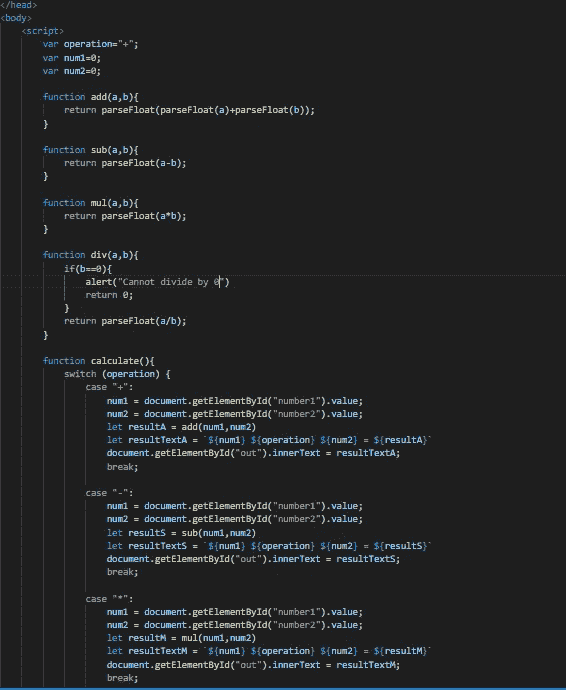 </head>
<body>
<script>
var operation="+";
var num1=0;
var num2=0;
function add(a,b){
return parseFloat(parseFloat(a)+parseFloat(b));
}
function sub(a,b){
return parseFloat(a-b);
}
function mul(a,b){
return parseFloat(a*b);
}
function div(a,b){
if(b==0){
alert("Cannot divide by 0")
return 0;
}
return parseFloat(a/b);
}
function calculate(){
switch (operation) {
case "+":
num1 = document.getElementById("number1").value;
num2 = document.getElementById("number2").value;
let resultA = add(num1,num2)
let resultTextA = `${num1} ${operation} ${num2} = ${resultA}`
document.getElementById("out").innerText = resultTextA;
break;
case "-":
num1 = document.getElementById("number1").value;
num2 = document.getElementById("number2").value;
let resultS = sub(num1,num2)
let resultTextS = `${num1} ${operation} ${num2} = ${resultS}`
document.getElementById("out").innerText = resultTextS;
break;
case "*":
num1 = document.getElementById("number1").value;
num2 = document.getElementById("number2").value;
let resultM = mul(num1,num2)
let resultTextM = `${num1} ${operation} ${num2} = ${resultM}`
document.getElementById("out").innerText = resultTextM;
break;